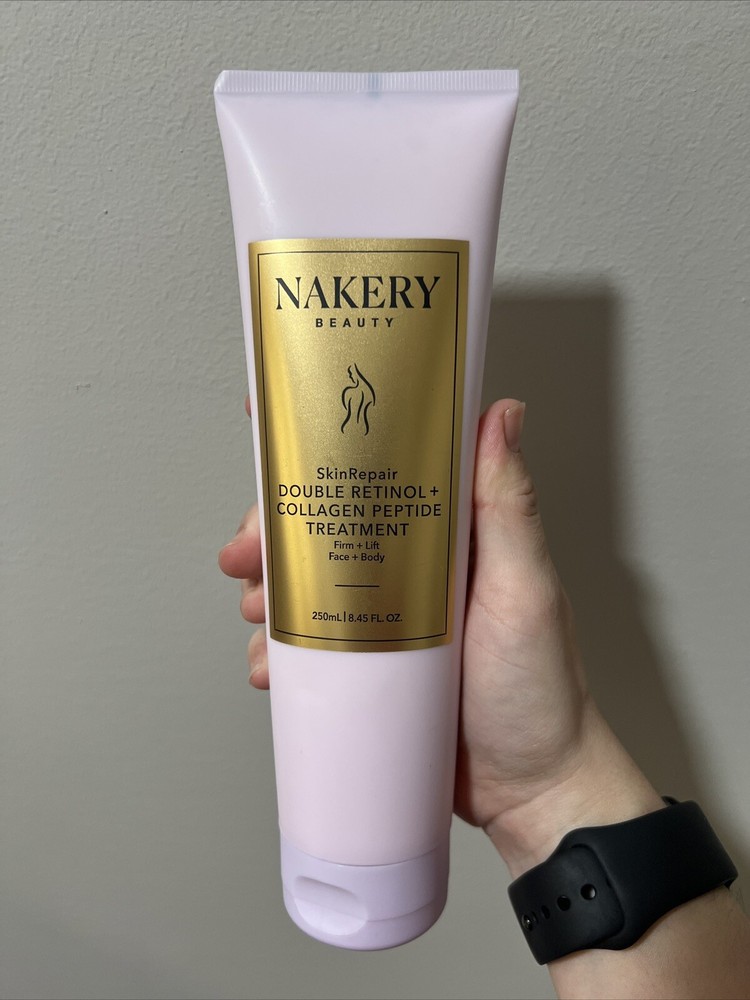 NAKERY
BEAUTY
SkinRepair
DOUBLE RETINOL+
COLLAGEN PEPTIDE
TREATMENT
Firm + Lift
Face + Body
250mL|8.45 FL. OZ.